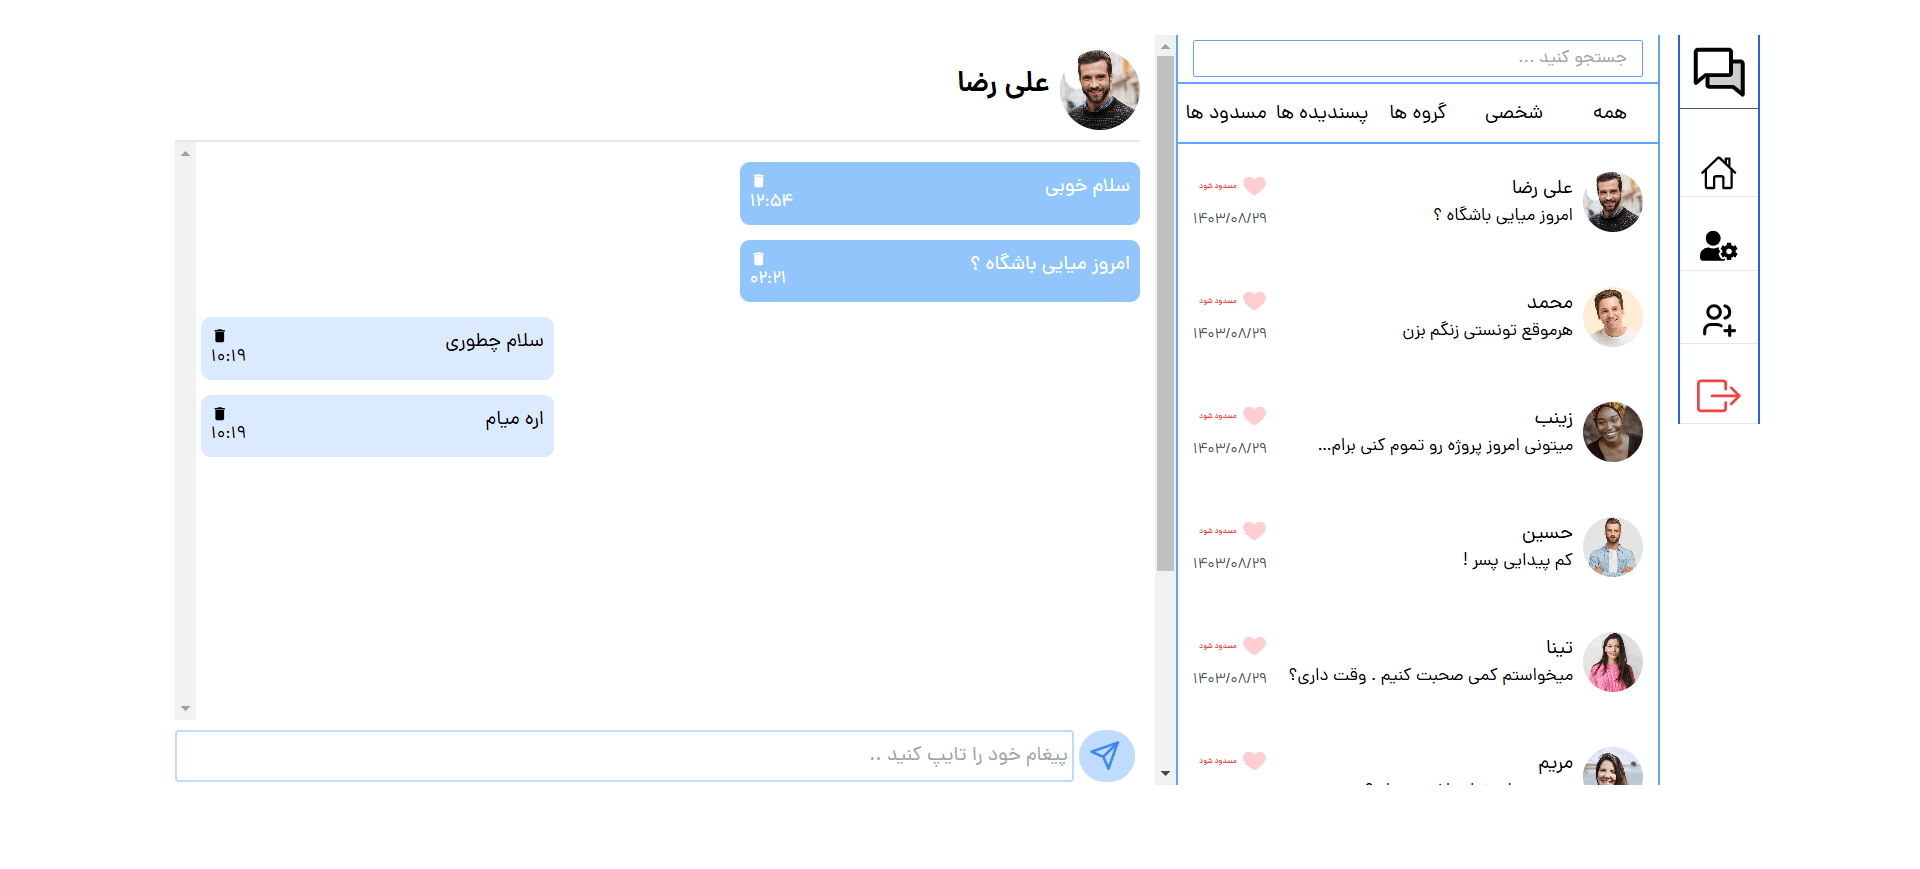 جستجو کنید ...
همه شخصی گروه ها پسندیده ها مسدود ها
علی رضا
مسدود شود
امروز میایی باشگاه ؟
۱۴۰۳/۰۸/۲۹
محمد
مسدود شود
هرموقع تونستی زنگم بزن
۱۴۰۳/۰۸/۲۹
زینب
مسدود شود
میتونی امروز پروژه رو تموم کنی برام...
۱۴۰۳/۰۸/۲۹
حسین
مسدود شود
کم پیدایی پسر !
۱۴۰۳/۰۸/۲۹
تینا
مسدود شود
میخواستم کمی صحبت کنیم . وقت داری؟
۱۴۰۳/۰۸/۲۹
مریم
مسدود شود
علی رضا
سلام خوبی
۱۲:۵۴
امروز میایی باشگاه ؟
۰۲:۲۱
سلام چطوری
۱۰:۱۹
اره میام
۱۰:۱۹
پیغام خود را تایپ کنید ..